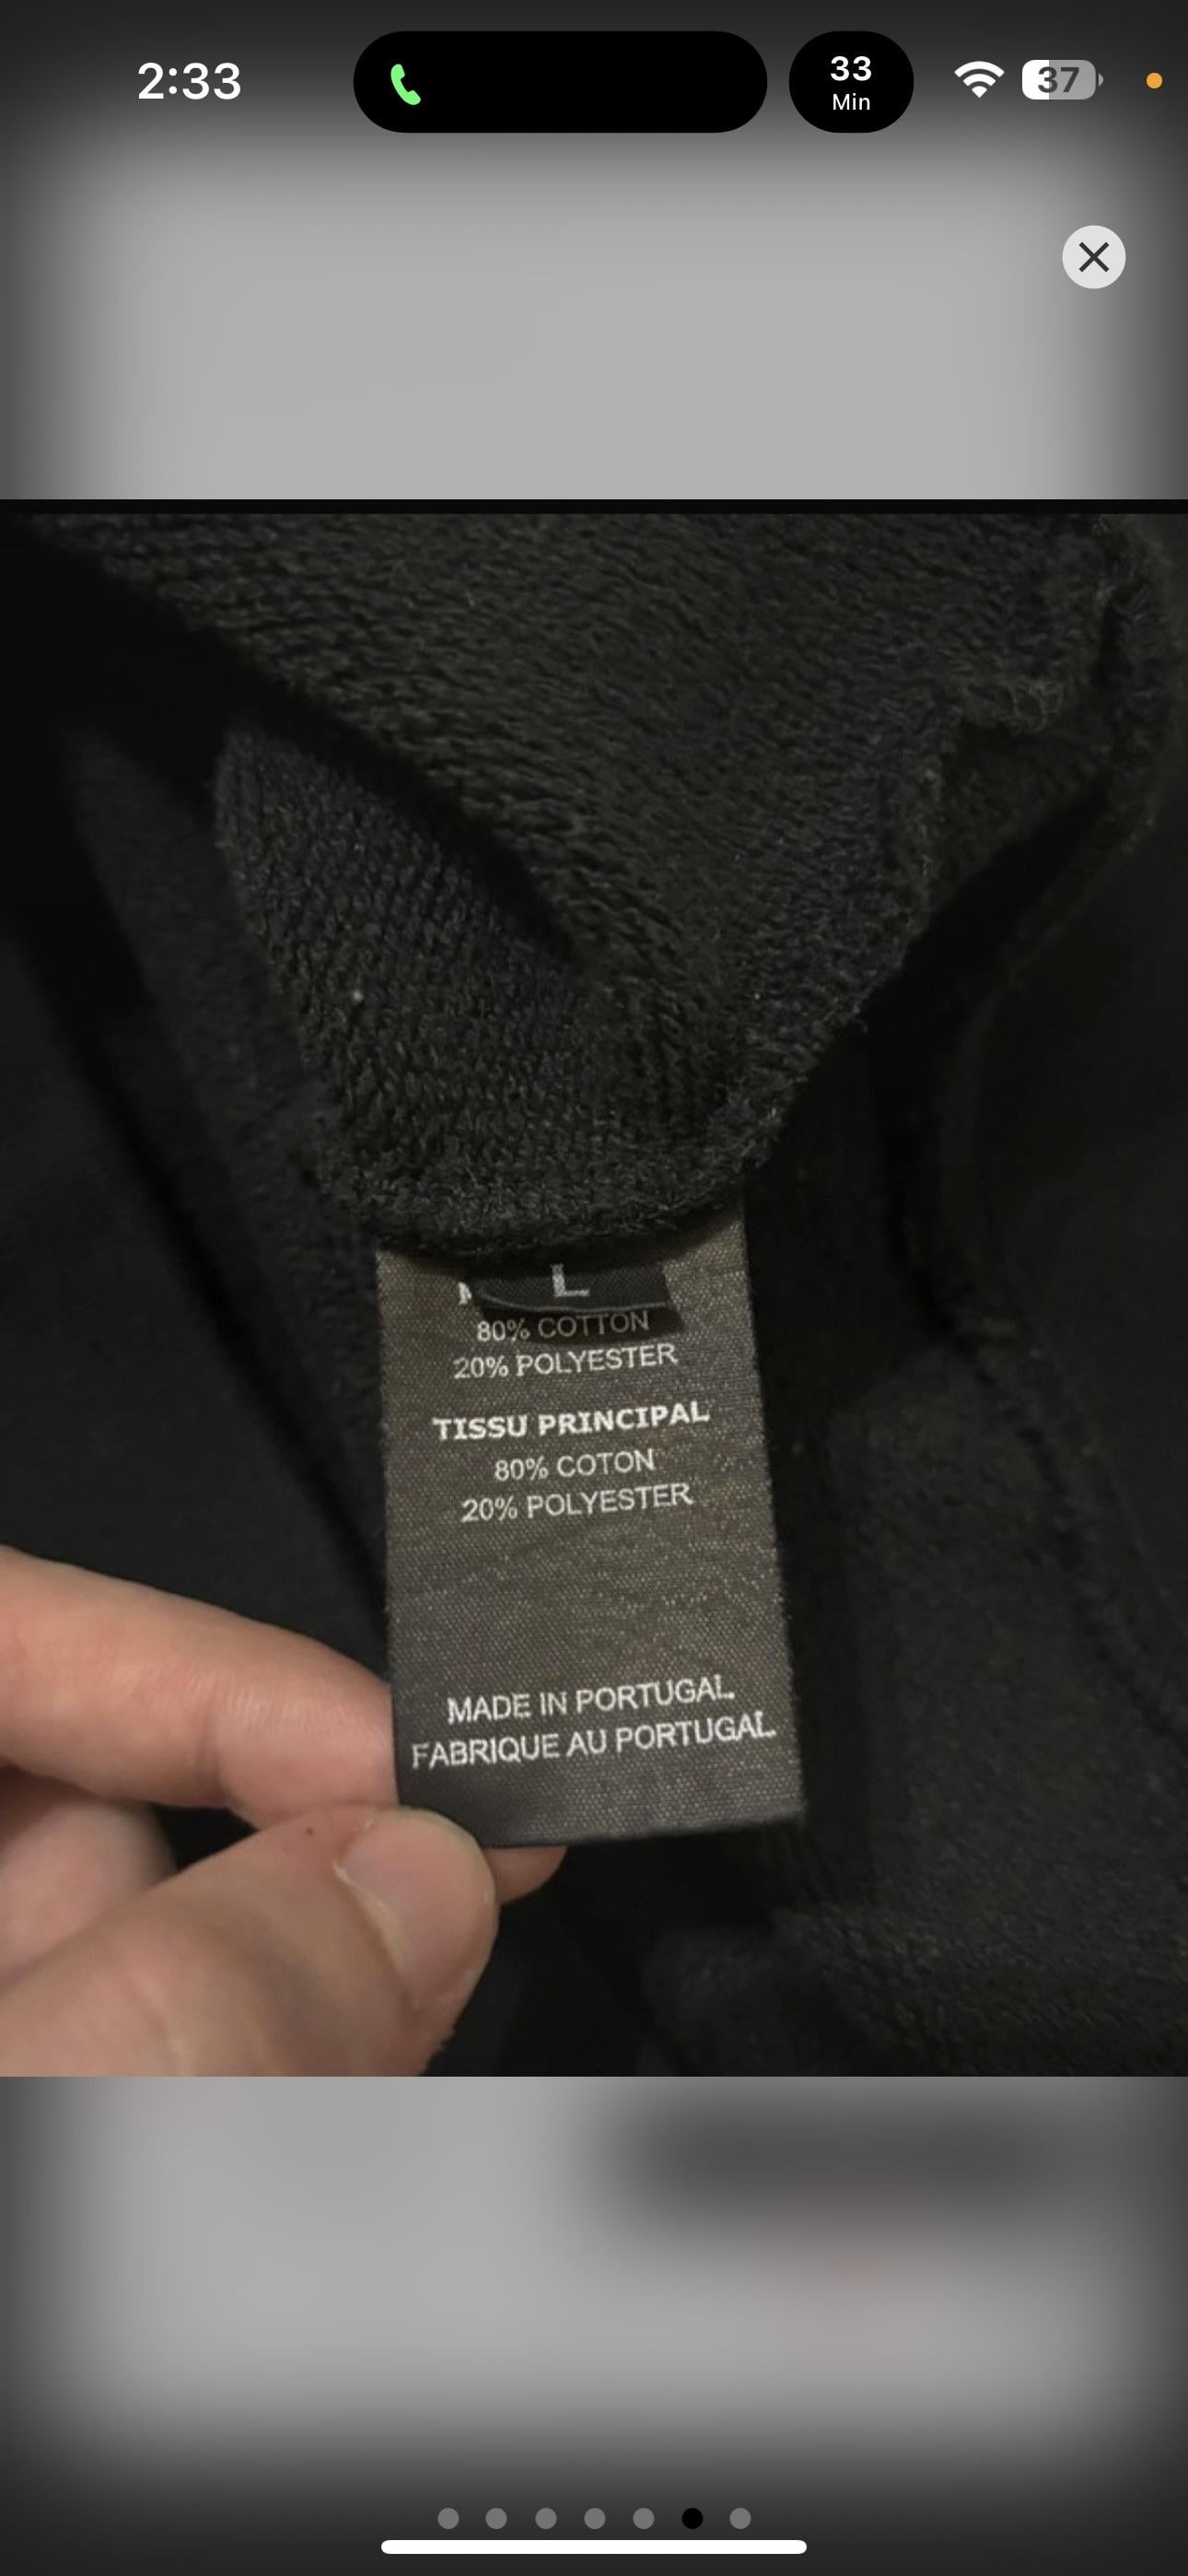 2:33
33
Min
37
L
80% COTTON
20% POLYESTER
TISSU PRINCIPAL
80% COTON
20% POLYESTER
MADE IN PORTUGAL
FABRIQUE AU PORTUGAL